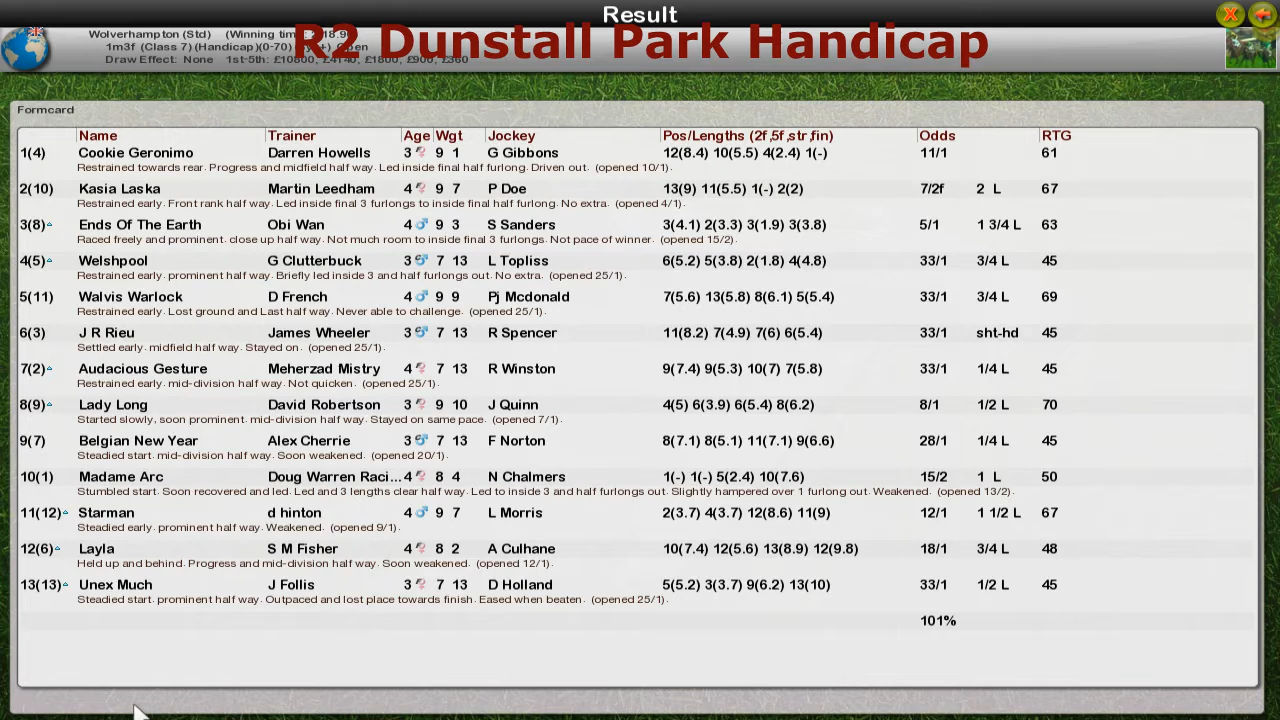 Result
R2 Dunstall Park Handicap
Wolverhampton (Std) (Winning time
1m3f (Class 7) (Handicap)(0-70)
Draw Effect: None 1st-5th: £10800, £4140, £1800, £900, £360
Formcard
Name Trainer Age Wgt Jockey Pos/Lengths (2f,5f,str,fin) Odds RTG
1(4) Cookie Geronimo Darren Howells 3 9 1 G Gibbons 12(8.4) 10(5.5) 4(2.4) 1(-) 11/1 61
Restrained towards rear. Progress and midfield half way. Led inside final half furlong. Driven out. (opened 10/1).
2(10) Kasia Laska Martin Leedham 4 9 7 P Doe 13(9) 11(5.5) 1(-) 2(2) 7/2f 2 L 67
Restrained early. Front rank half way. Led inside final 3 furlongs to inside final half furlong. No extra. (opened 4/1).
3(8) Ends Of The Earth Obi Wan 4 9 3 S Sanders 3(4.1) 2(3.3) 3(1.9) 3(3.8) 5/1 1 3/4 L 63
Raced freely and prominent. close up half way. Not much room to inside final 3 furlongs. Not pace of winner. (opened 15/2).
4(5) Welshpool G Clutterbuck 3 7 13 L Topliss 6(5.2) 5(3.8) 2(1.8) 4(4.8) 33/1 3/4 L 45
Restrained early. prominent half way. Briefly led inside 3 and half furlongs out. No extra. (opened 25/1).
5(11) Walvis Warlock D French 4 9 9 Pj Mcdonald 7(5.6) 13(5.8) 8(6.1) 5(5.4) 33/1 3/4 L 69
Restrained early. Lost ground and Last half way. Never able to challenge. (opened 25/1).
6(3) J R Rieu James Wheeler 3 7 13 R Spencer 11(8.2) 7(4.9) 7(6) 6(5.4) 33/1 sht-hd 45
Settled early. midfield half way. Stayed on. (opened 25/1).
7(2) Audacious Gesture Meherzad Mistry 4 7 13 R Winston 9(7.4) 9(5.3) 10(7) 7(5.8) 33/1 1/4 L 45
Restrained early. mid-division half way. Not quicken. (opened 25/1).
8(9) Lady Long David Robertson 3 9 10 J Quinn 4(5) 6(3.9) 6(5.4) 8(6.2) 8/1 1/2 L 70
Started slowly, soon prominent. mid-division half way. Stayed on same pace. (opened 7/1).
9(7) Belgian New Year Alex Cherrie 3 7 13 F Norton 8(7.1) 8(5.1) 11(7.1) 9(6.6) 28/1 1/4 L 45
Steadied start. mid-division half way. Soon weakened. (opened 20/1).
10(1) Madame Arc Doug Warren Raci... 4 8 4 N Chalmers 1(-) 1(-) 5(2.4) 10(7.6) 15/2 1 L 50
Stumbled start. Soon recovered and led. Led and 3 lengths clear half way. Led to inside 3 and half furlongs out. Slightly hampered over 1 furlong out. Weakened. (opened 13/2).
11(12) Starman d hinton 4 9 7 L Morris 2(3.7) 4(3.7) 12(8.6) 11(9) 12/1 1 1/2 L 67
Steadied early. prominent half way. Weakened. (opened 9/1).
12(6) Layla S M Fisher 4 8 2 A Culhane 10(7.4) 12(5.6) 13(8.9) 12(9.8) 18/1 3/4 L 48
Held up and behind. Progress and mid-division half way. Soon weakened. (opened 12/1).
13(13) Unex Much J Follis 3 7 13 D Holland 5(5.2) 3(3.7) 9(6.2) 13(10) 33/1 1/2 L 45
Steadied start. prominent half way. Outpaced and lost place towards finish. Eased when beaten. (opened 25/1).
101%